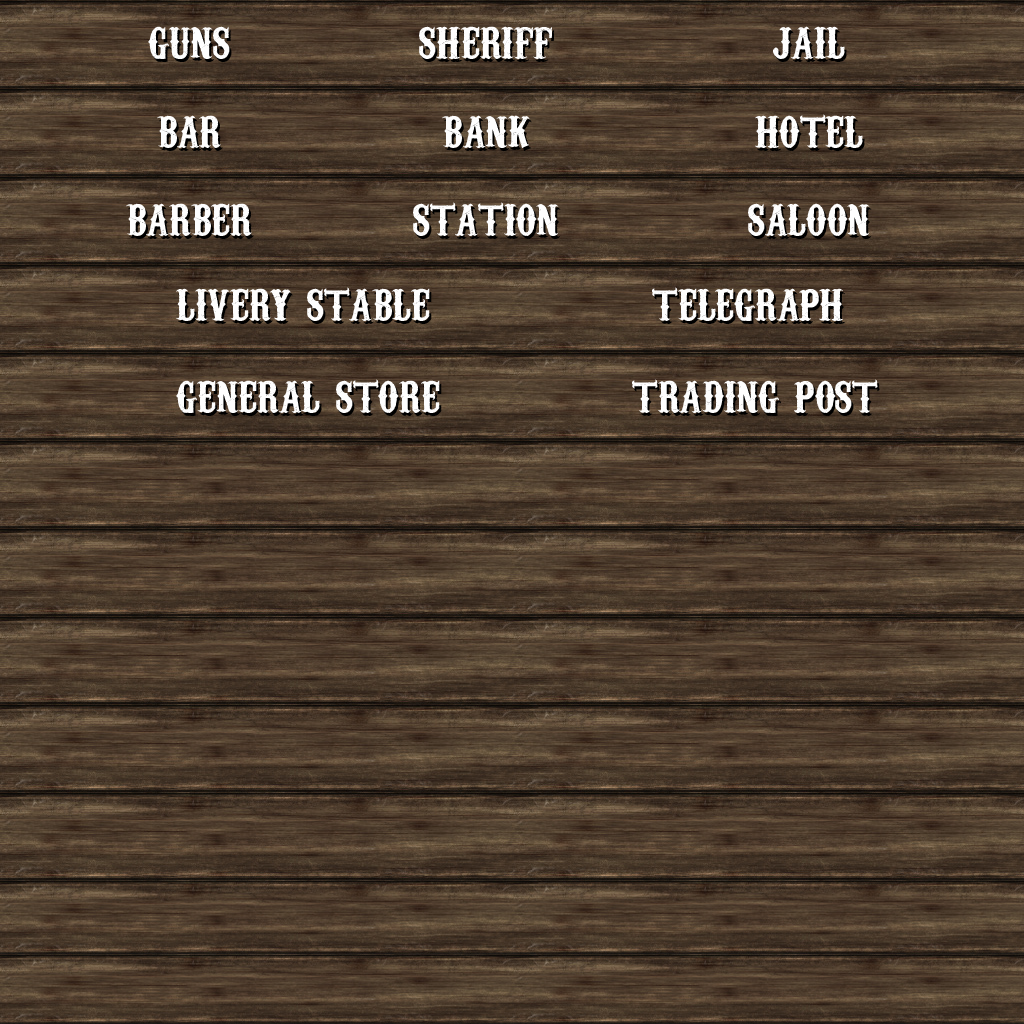 GUNS SHERIFF JAIL
BAR BANK HOTEL
BARBER STATION SALOON
LIVERY STABLE TELEGRAPH
GENERAL STORE TRADING POST